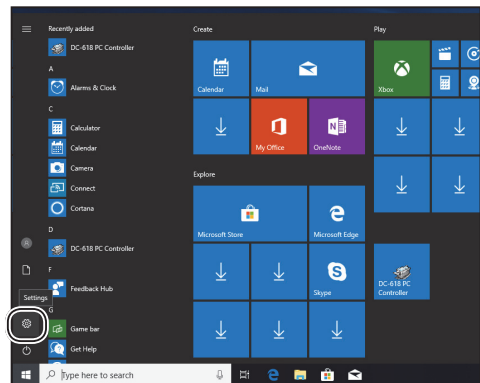 Recently added
DC-618 PC Controller
A
Alarms & Clock
C
Calculator
Calendar
Camera
Connect
Cortana
D
DC-618 PC Controller
F
Feedback Hub
Settings
G
Game bar
Get Help
Type here to search
Create
Calendar
Mail
My Office
OneNote
N
Explore
Microsoft Store
Microsoft Edge
Skype
Play
Xbox
DC-618 PC
Controller